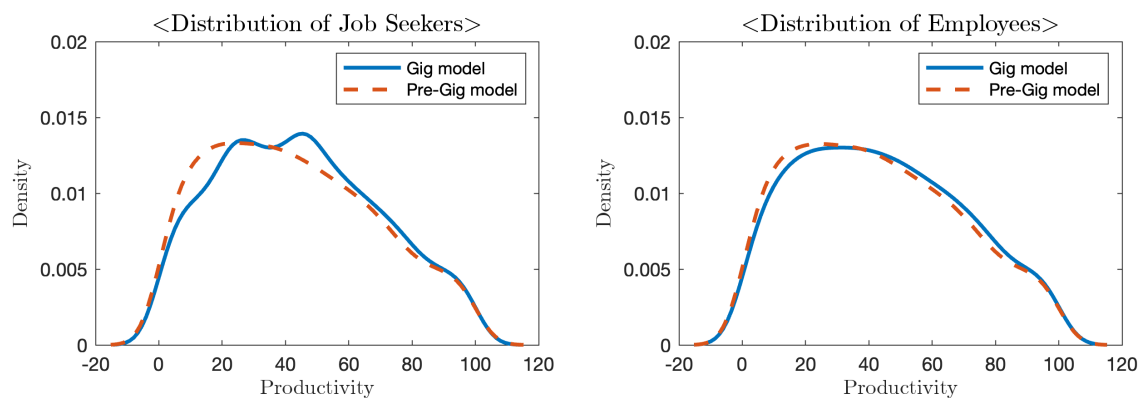 <Distribution of Job Seekers>
0.02
0.015
0.01
0.005
0
Density
Gig model
Pre-Gig model
-20 0 20 40 60 80 100 120
Productivity
<Distribution of Employees>
0.02
0.015
0.01
0.005
0
Density
Gig model
Pre-Gig model
-20 0 20 40 60 80 100 120
Productivity